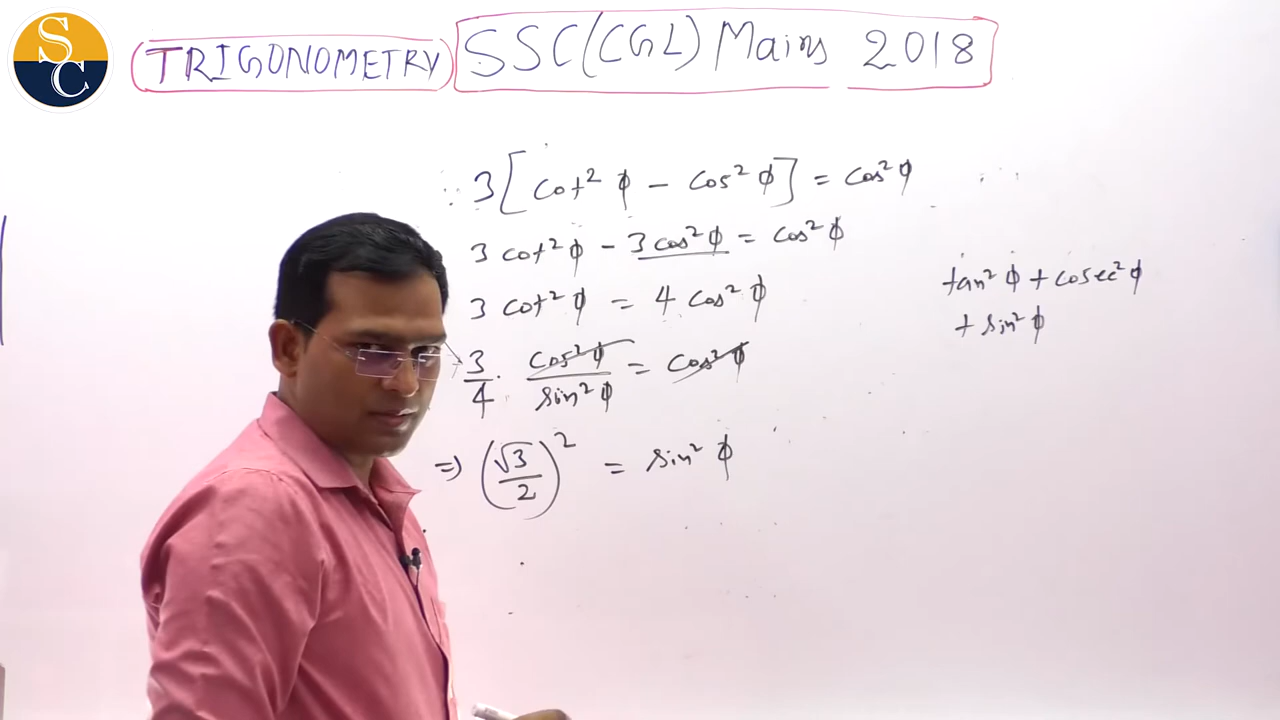 SC
(TRIGONOMETRY) SSC(CGL) Mains 2018
∵ 3[cot² φ - cos² φ] = cos² φ
3 cot² φ - 3 cos² φ = cos² φ
3 cot² φ = 4 cos² φ
3/4 · cos² φ/sin² φ = cos² φ
⇒ (√3/2)² = sin² φ
tan² φ + cosec² φ
+ sin² φ